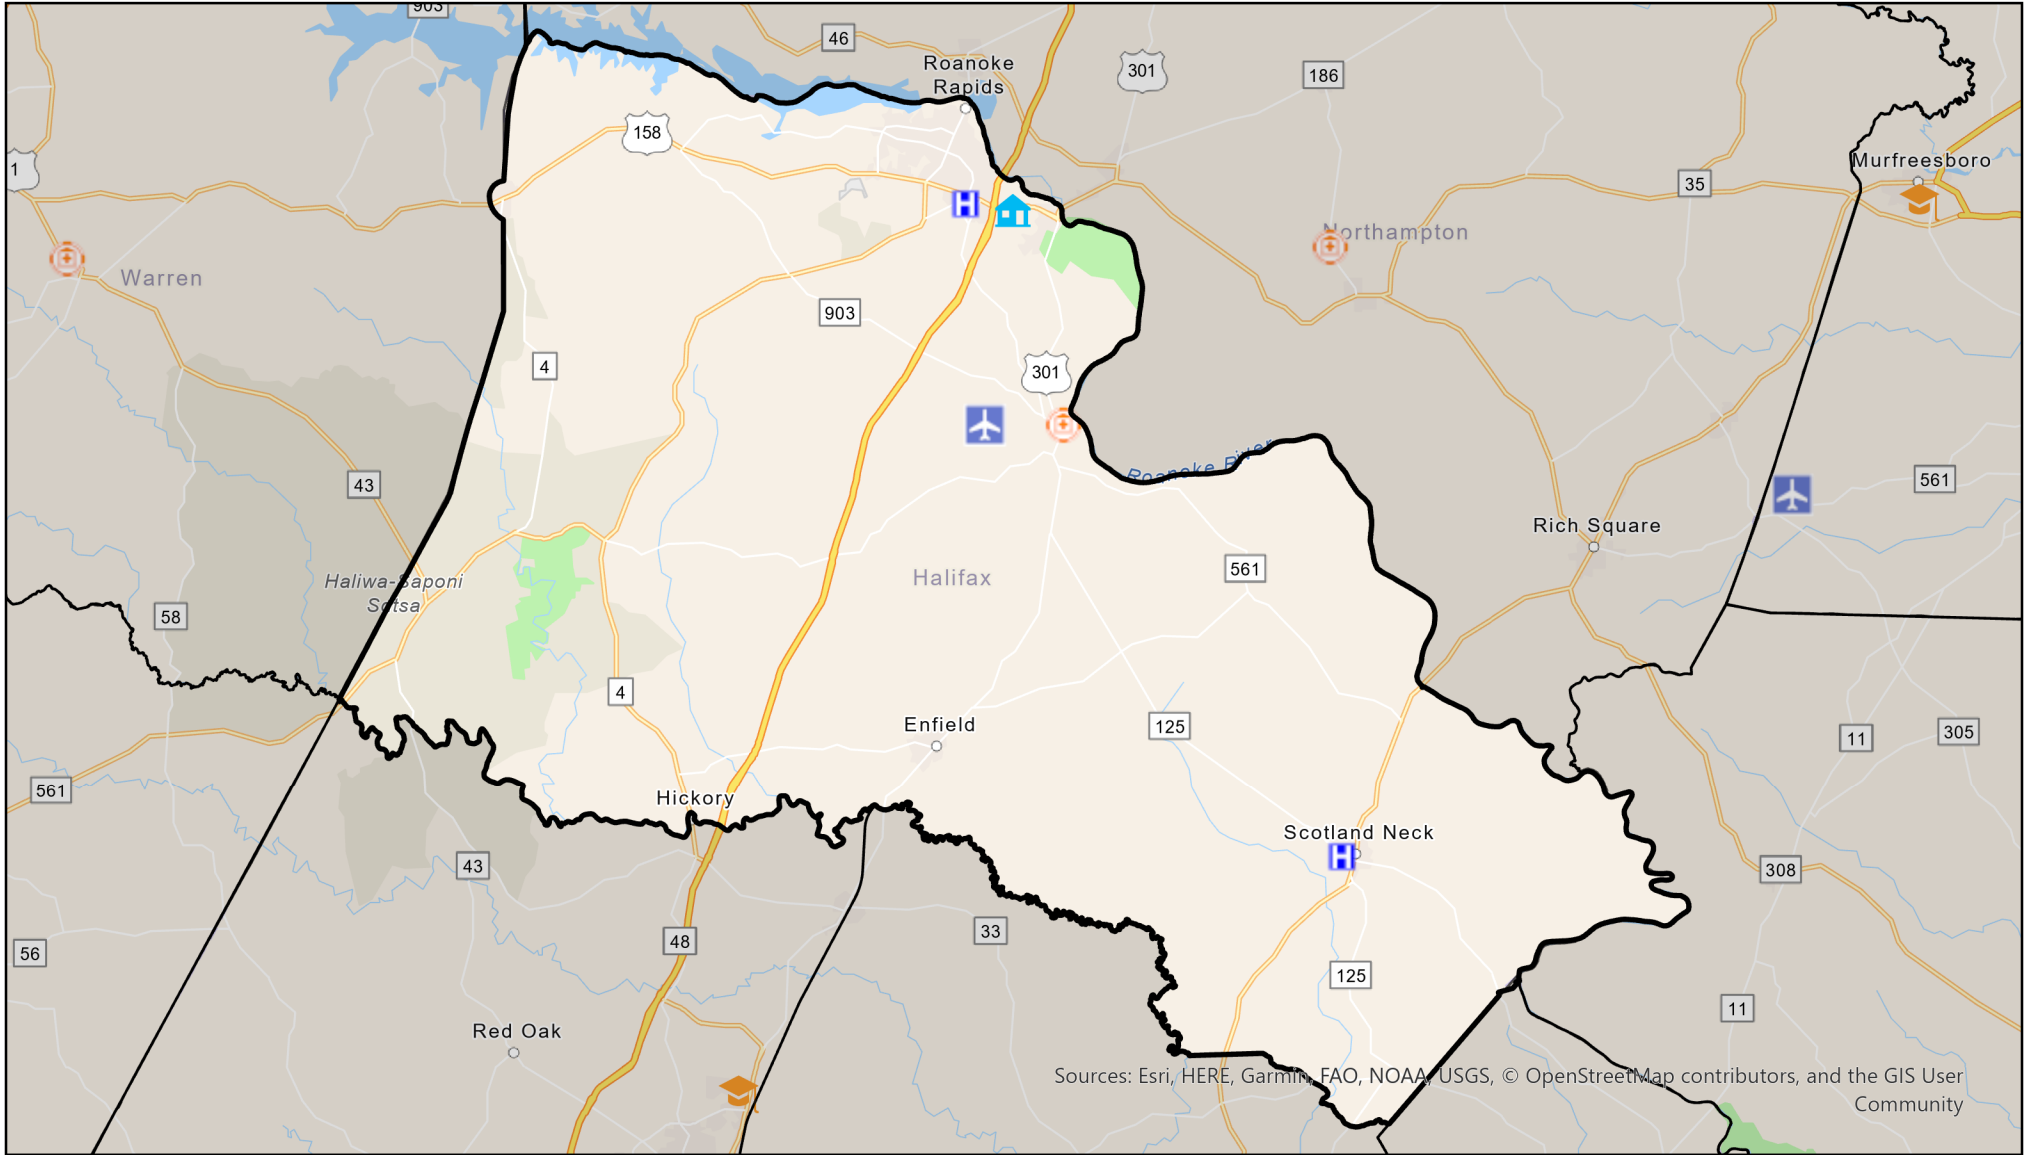 903
46
Roanoke
Rapids
301
186
158
1
Murfreesboro
35
Northampton
Warren
903
4
301
43
Roanoke River
561
Rich Square
Haliwa-Saponi
Sotsa
Halifax
561
58
4
Enfield
125
11
305
561
Hickory
Scotland Neck
43
308
33
48
56
125
11
Red Oak
Sources: Esri, HERE, Garmin, FAO, NOAA, USGS, © OpenStreetMap contributors, and the GIS User
Community
H
H